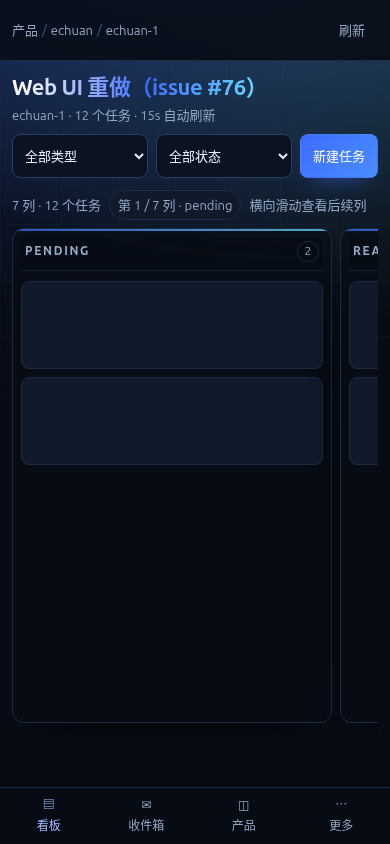 产品 / echuan / echuan-1
刷新
Web UI 重做（issue #76）
echuan-1 · 12 个任务 · 15s 自动刷新
全部类型
全部状态
新建任务
7 列 · 12 个任务
第 1 / 7 列 · pending
横向滑动查看后续列
PENDING
2
REA
看板
收件箱
产品
更多